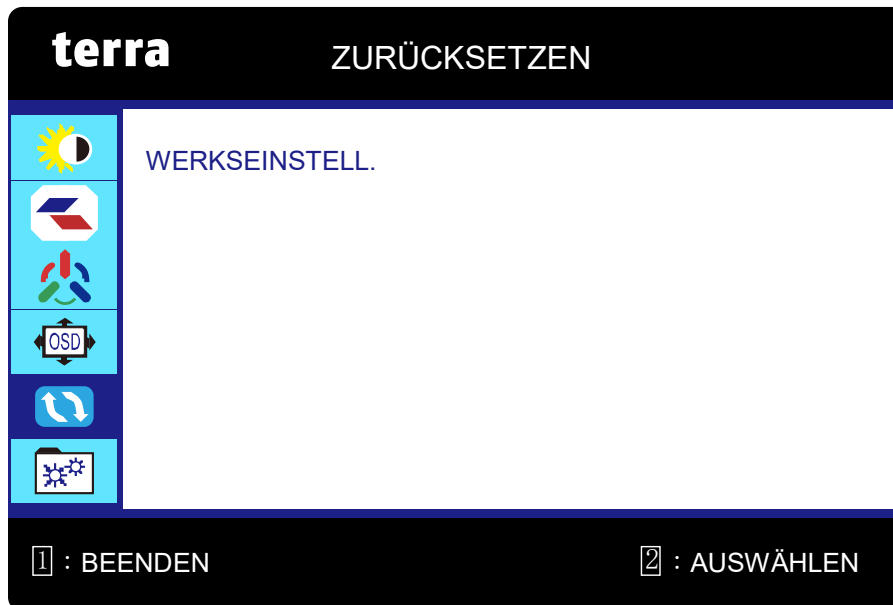 terra
ZURÜCKSETZEN
WERKSEINSTELL.
OSD
1 : BEENDEN
2 : AUSWÄHLEN